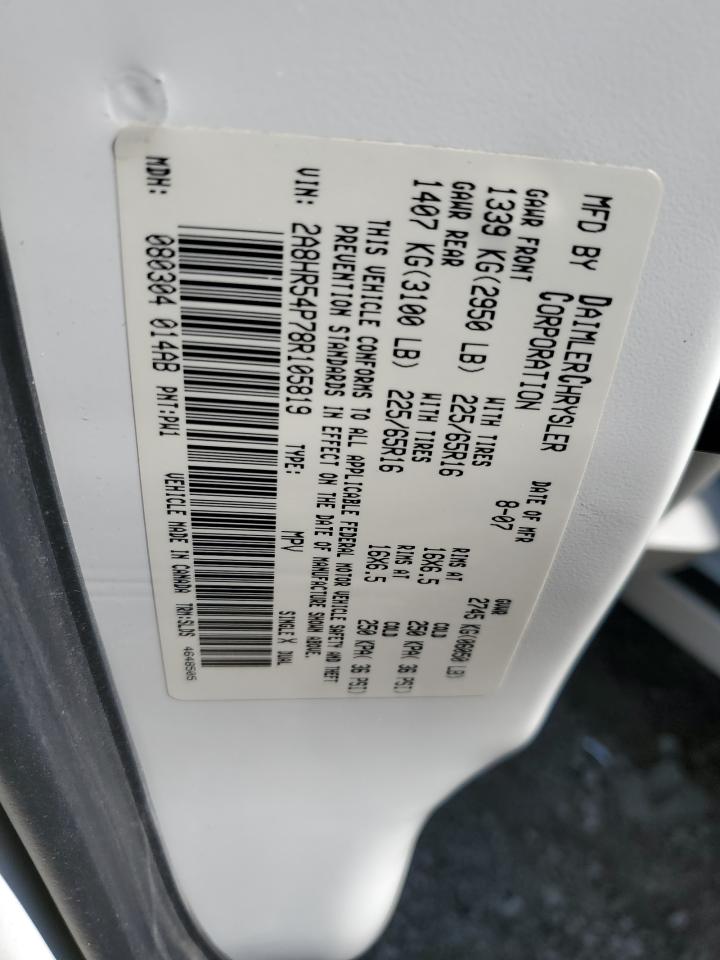 MFD BY DAIMLERCHRYSLER
CORPORATION
DATE OF MFR
8-07
GVWR
2745 KG(06050 LB)
GAWR FRONT
1339 KG(2950 LB)
WITH TIRES
225/65R16
RIMS AT
16X6.5
COLD
250 KPA( 36 PSI)
GAWR REAR
1407 KG(3100 LB)
WITH TIRES
225/65R16
RIMS AT
16X6.5
COLD
250 KPA( 36 PSI)
THIS VEHICLE CONFORMS TO ALL APPLICABLE FEDERAL MOTOR VEHICLE SAFETY AND THEFT
PREVENTION STANDARDS IN EFFECT ON THE DATE OF MANUFACTURE SHOWN ABOVE.
VIN: 2A8HR54P78R105819 TYPE: MPV SINGLE X DUAL
MDH: 080304 014AB PNT:PW1 VEHICLE MADE IN CANADA TRM:SLDS 4648505